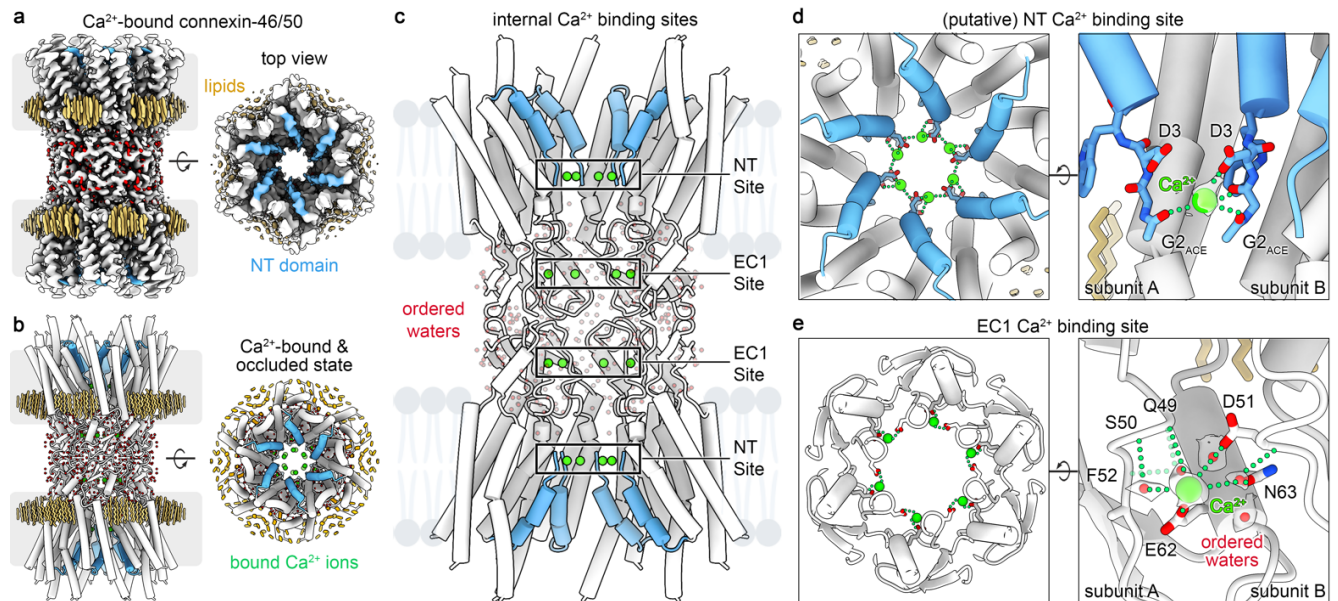 a
Ca²⁺-bound connexin-46/50
top view
lipids
NT domain
b
Ca²⁺-bound &
occluded state
bound Ca²⁺ ions
c
internal Ca²⁺ binding sites
NT
Site
EC1
Site
ordered
waters
EC1
Site
NT
Site
d
(putative) NT Ca²⁺ binding site
D3
D3
Ca²⁺
G2ACE
G2ACE
subunit A
subunit B
e
EC1 Ca²⁺ binding site
Q49
D51
S50
F52
N63
Ca²⁺
E62
ordered
waters
subunit A
subunit B